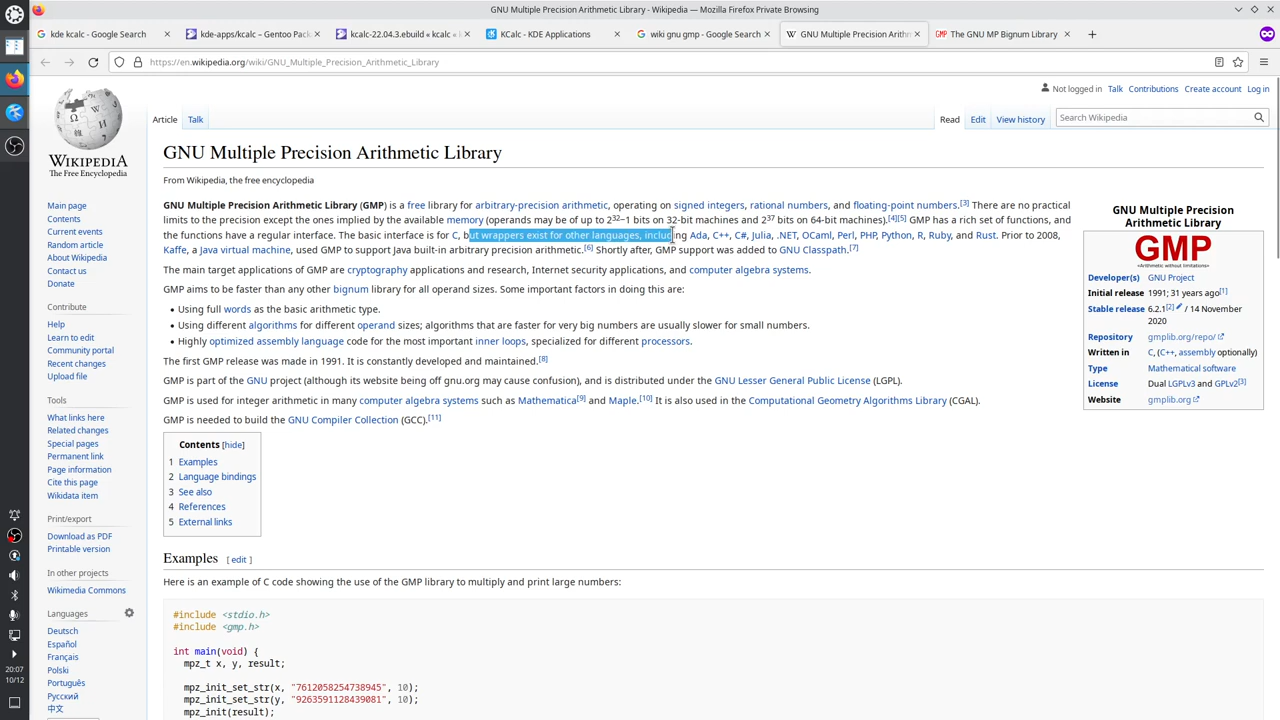 GNU Multiple Precision Arithmetic Library - Wikipedia — Mozilla Firefox Private Browsing
kde kcalc - Google Search
kde-apps/kcalc – Gentoo Pac
kcalc-22.04.3.ebuild « kcalc «
KCalc - KDE Applications
wiki gnu gmp - Google Search
GNU Multiple Precision Arithm
The GNU MP Bignum Library
https://en.wikipedia.org/wiki/GNU_Multiple_Precision_Arithmetic_Library
Not logged in Talk Contributions Create account Log in
Article Talk
Read Edit View history
Search Wikipedia
WIKIPEDIA
The Free Encyclopedia
Main page
Contents
Current events
Random article
About Wikipedia
Contact us
Donate
Contribute
Help
Learn to edit
Community portal
Recent changes
Upload file
Tools
What links here
Related changes
Special pages
Permanent link
Page information
Cite this page
Wikidata item
Print/export
Download as PDF
Printable version
In other projects
Wikimedia Commons
Languages
Deutsch
Español
Français
Polski
Português
Русский
中文
GNU Multiple Precision Arithmetic Library
From Wikipedia, the free encyclopedia
GNU Multiple Precision Arithmetic Library (GMP) is a free library for arbitrary-precision arithmetic, operating on signed integers, rational numbers, and floating-point numbers.[3] There are no practical
limits to the precision except the ones implied by the available memory (operands may be of up to 2^32−1 bits on 32-bit machines and 2^37 bits on 64-bit machines).[4][5] GMP has a rich set of functions, and
the functions have a regular interface. The basic interface is for C, but wrappers exist for other languages, including Ada, C++, C#, Julia, .NET, OCaml, Perl, PHP, Python, R, Ruby, and Rust. Prior to 2008,
Kaffe, a Java virtual machine, used GMP to support Java built-in arbitrary precision arithmetic.[6] Shortly after, GMP support was added to GNU Classpath.[7]
The main target applications of GMP are cryptography applications and research, Internet security applications, and computer algebra systems.
GMP aims to be faster than any other bignum library for all operand sizes. Some important factors in doing this are:
• Using full words as the basic arithmetic type.
• Using different algorithms for different operand sizes; algorithms that are faster for very big numbers are usually slower for small numbers.
• Highly optimized assembly language code for the most important inner loops, specialized for different processors.
The first GMP release was made in 1991. It is constantly developed and maintained.[8]
GMP is part of the GNU project (although its website being off gnu.org may cause confusion), and is distributed under the GNU Lesser General Public License (LGPL).
GMP is used for integer arithmetic in many computer algebra systems such as Mathematica[9] and Maple.[10] It is also used in the Computational Geometry Algorithms Library (CGAL).
GMP is needed to build the GNU Compiler Collection (GCC).[11]
Contents [hide]
1 Examples
2 Language bindings
3 See also
4 References
5 External links
Examples [ edit ]
Here is an example of C code showing the use of the GMP library to multiply and print large numbers:
#include <stdio.h>
#include <gmp.h>
int main(void) {
mpz_t x, y, result;
mpz_init_set_str(x, "7612058254738945", 10);
mpz_init_set_str(y, "9263591128439081", 10);
mpz_init(result);
GNU Multiple Precision
Arithmetic Library
GMP
«Arithmetic without limitations»
Developer(s) GNU Project
Initial release 1991; 31 years ago[1]
Stable release 6.2.1[2] / 14 November
2020
Repository gmplib.org/repo/
Written in C, (C++, assembly optionally)
Type Mathematical software
License Dual LGPLv3 and GPLv2[3]
Website gmplib.org
20:07
10/12